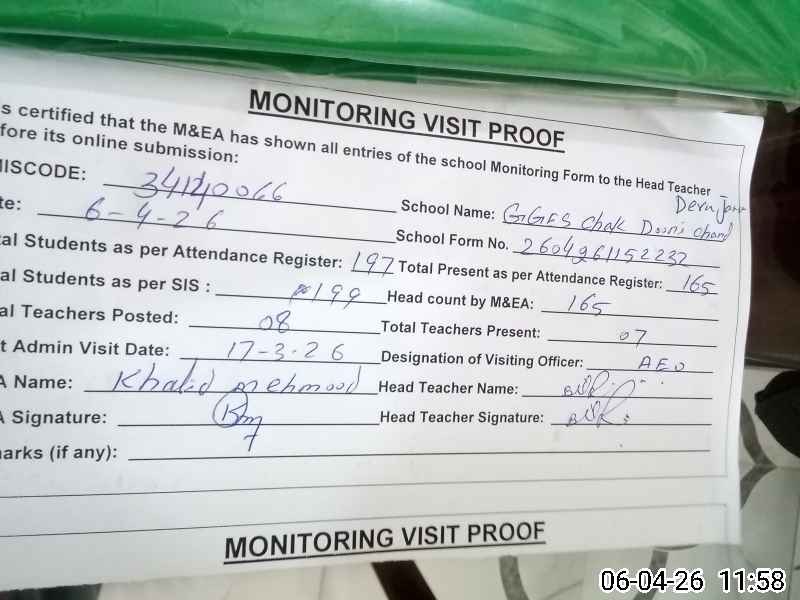 MONITORING VISIT PROOF
s certified that the M&EA has shown all entries of the school Monitoring Form to the Head Teacher
fore its online submission:
MISCODE: 34140066 School Name: GGES Chak Dooni chand
te: 6-4-26 School Form No. 2604261152237
tal Students as per Attendance Register: 197 Total Present as per Attendance Register: 165
al Students as per SIS : 199 Head count by M&EA: 165
al Teachers Posted: 08 Total Teachers Present: 07
t Admin Visit Date: 17-3-26 Designation of Visiting Officer: AEO
A Name: Khalid mehmood Head Teacher Name:
A Signature: Head Teacher Signature:
arks (if any):
MONITORING VISIT PROOF
06-04-26 11:58